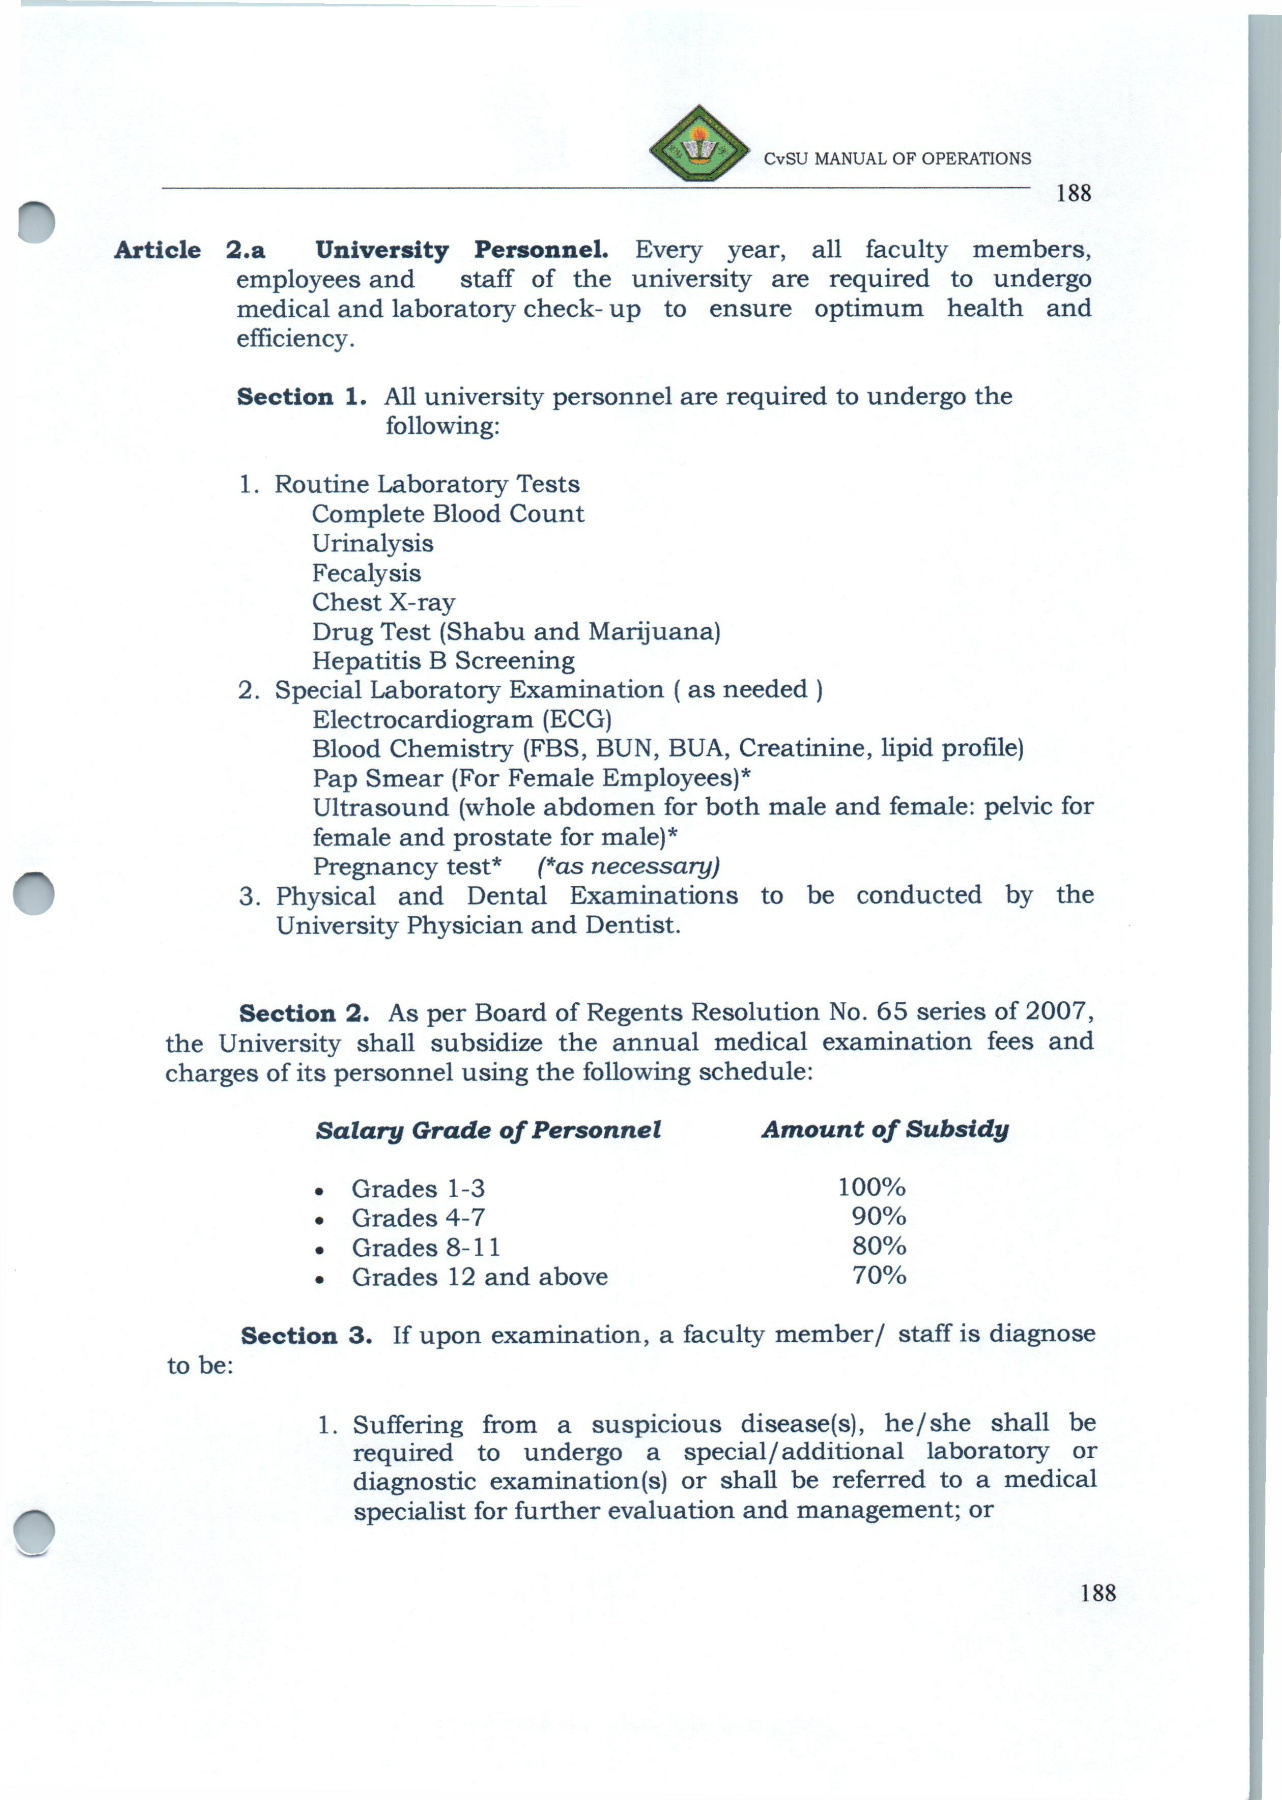 CvSU MANUAL OF OPERATIONS
188
Article 2.a University Personnel. Every year, all faculty members,
employees and staff of the university are required to undergo
medical and laboratory check- up to ensure optimum health and
efficiency.
Section 1. All university personnel are required to undergo the
following:
1. Routine Laboratory Tests
Complete Blood Count
Urinalysis
Fecalysis
Chest X-ray
Drug Test (Shabu and Marijuana)
Hepatitis B Screening
2. Special Laboratory Examination ( as needed )
Electrocardiogram (ECG)
Blood Chemistry (FBS, BUN, BUA, Creatinine, lipid profile)
Pap Smear (For Female Employees)*
Ultrasound (whole abdomen for both male and female: pelvic for
female and prostate for male)*
Pregnancy test* (*as necessary)
3. Physical and Dental Examinations to be conducted by the
University Physician and Dentist.
Section 2. As per Board of Regents Resolution No. 65 series of 2007,
the University shall subsidize the annual medical examination fees and
charges of its personnel using the following schedule:
Salary Grade of Personnel Amount of Subsidy
• Grades 1-3 100%
• Grades 4-7 90%
• Grades 8-11 80%
• Grades 12 and above 70%
Section 3. If upon examination, a faculty member/ staff is diagnose
to be:
1. Suffering from a suspicious disease(s), he/she shall be
required to undergo a special/additional laboratory or
diagnostic examination(s) or shall be referred to a medical
specialist for further evaluation and management; or
188